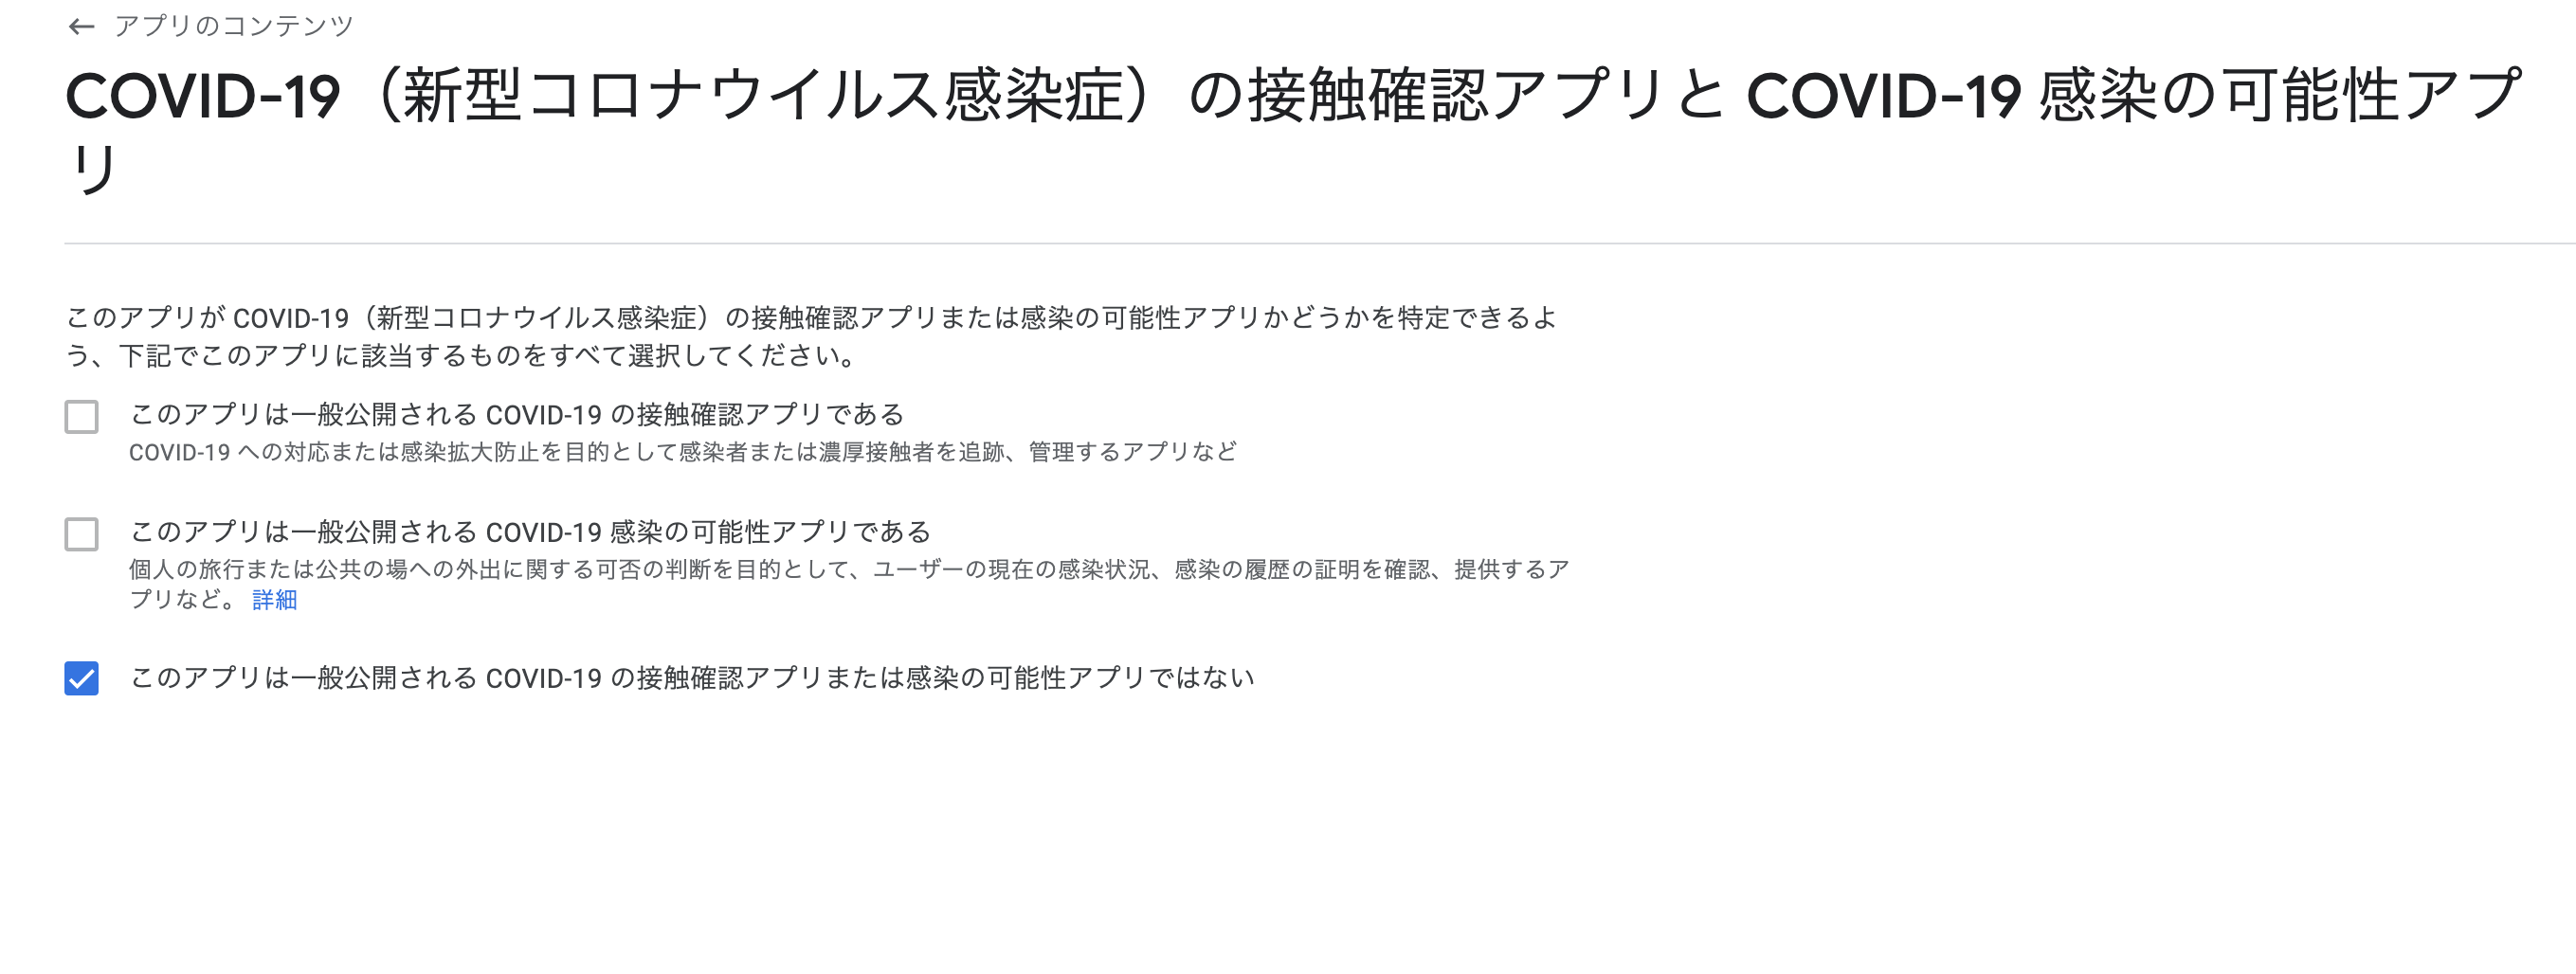 ← アプリのコンテンツ
COVID-19（新型コロナウイルス感染症）の接触確認アプリと COVID-19 感染の可能性アプ
リ
このアプリが COVID-19（新型コロナウイルス感染症）の接触確認アプリまたは感染の可能性アプリかどうかを特定できるよ
う、下記でこのアプリに該当するものをすべて選択してください。
このアプリは一般公開される COVID-19 の接触確認アプリである
COVID-19 への対応または感染拡大防止を目的として感染者または濃厚接触者を追跡、管理するアプリなど
このアプリは一般公開される COVID-19 感染の可能性アプリである
個人の旅行または公共の場への外出に関する可否の判断を目的として、ユーザーの現在の感染状況、感染の履歴の証明を確認、提供するア
プリなど。 詳細
このアプリは一般公開される COVID-19 の接触確認アプリまたは感染の可能性アプリではない